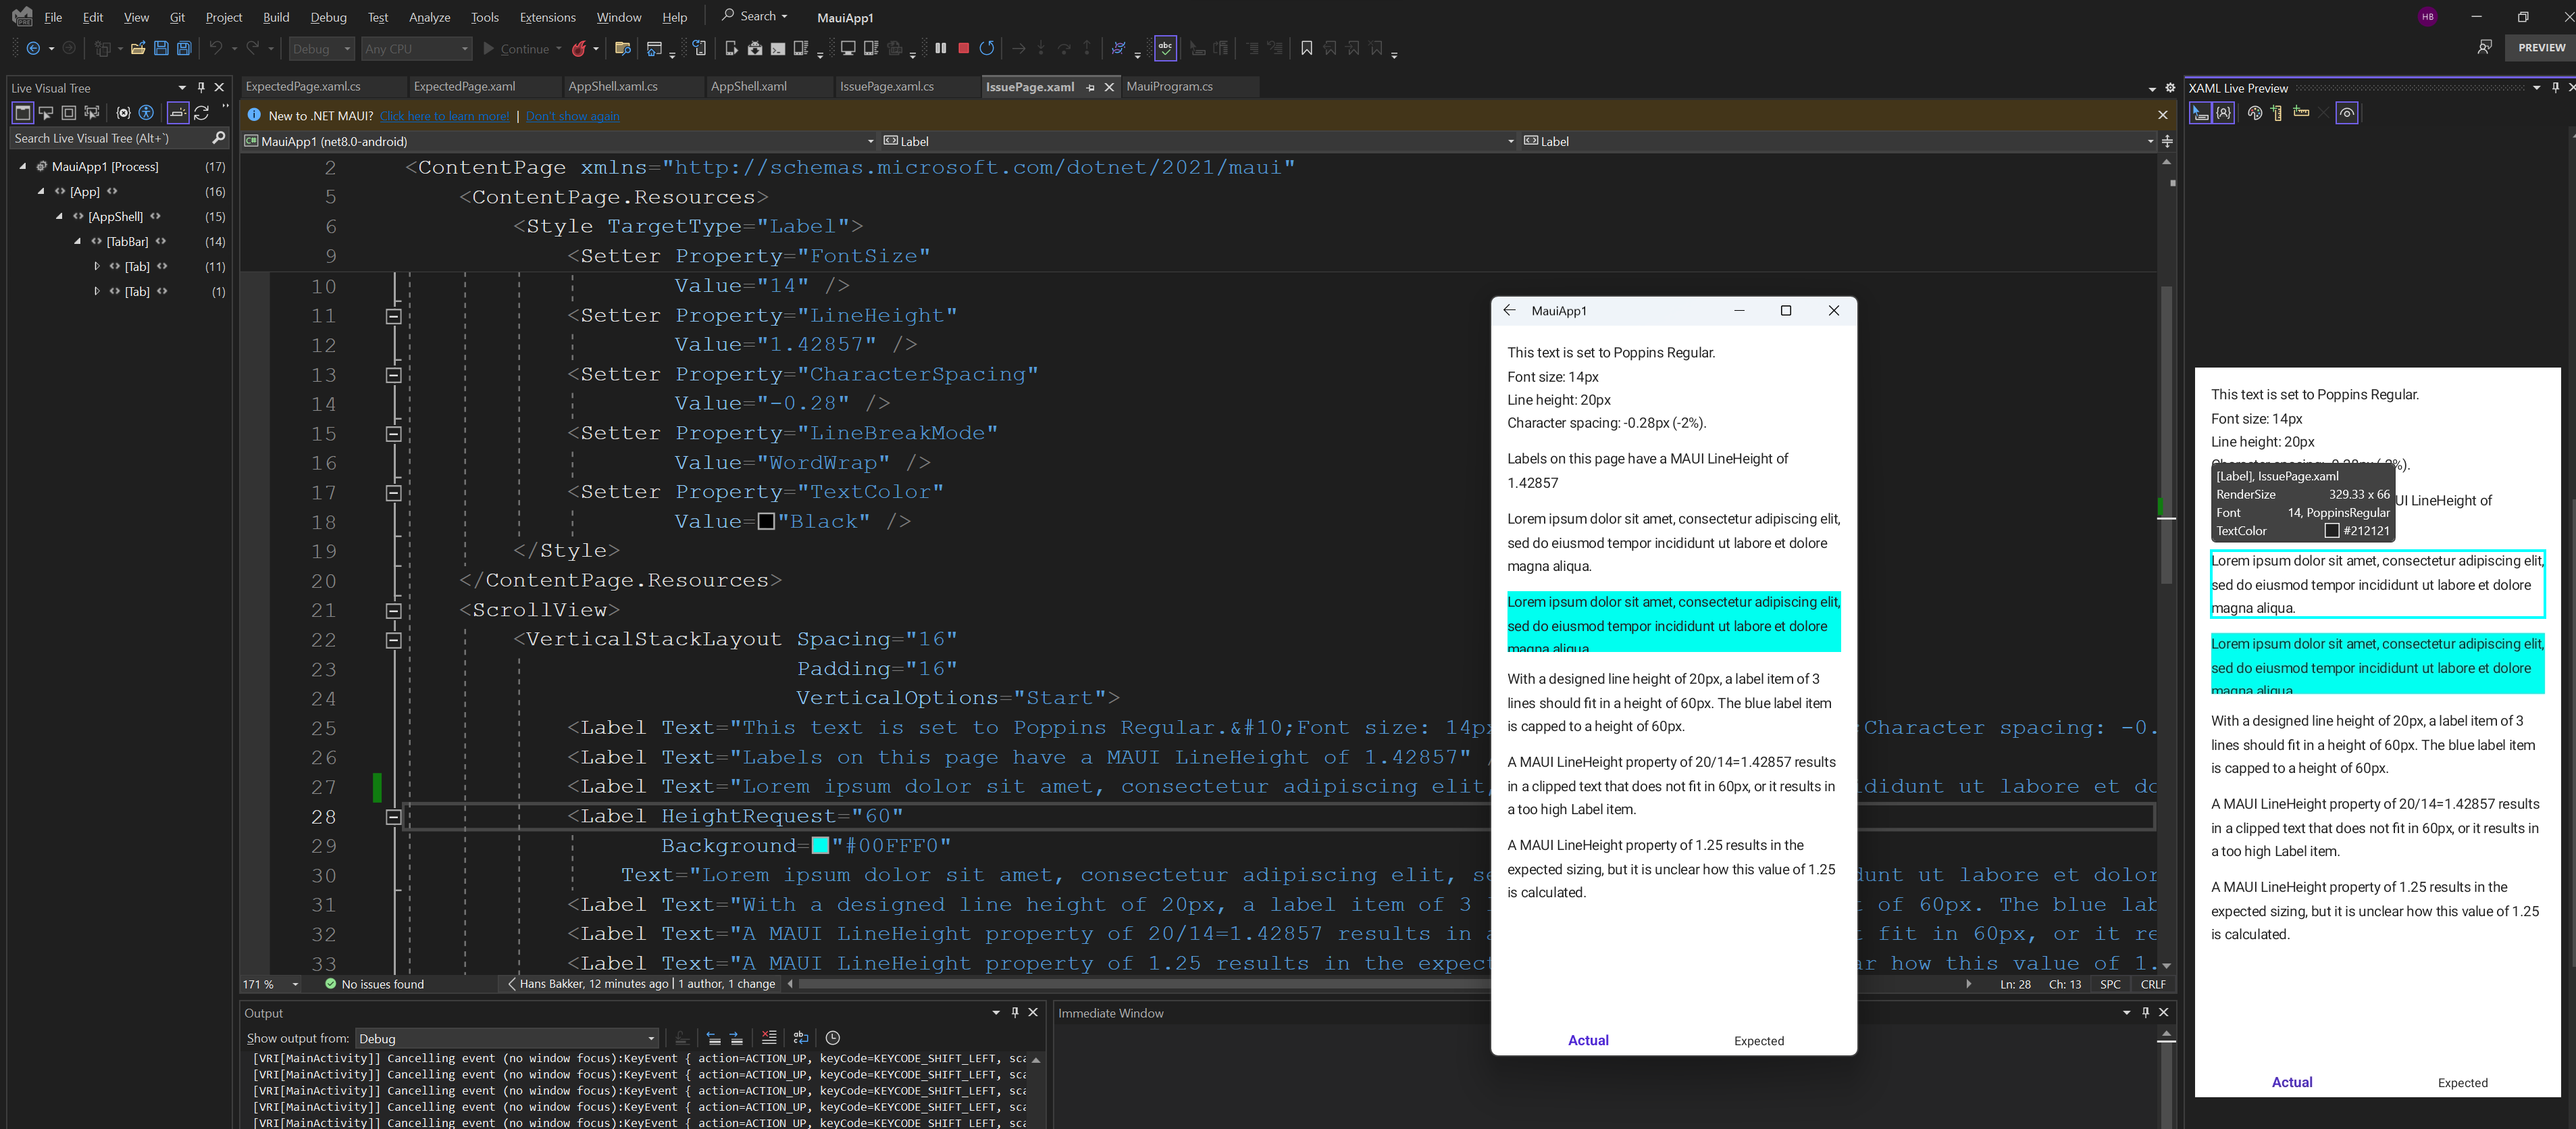 File Edit View Git Project Build Debug Test Analyze Tools Extensions Window Help Search MauiApp1 HB
Debug Any CPU Continue abc PREVIEW
Live Visual Tree
Search Live Visual Tree (Alt+`)
MauiApp1 [Process] (17)
[App] (16)
[AppShell] (15)
[TabBar] (14)
[Tab] (11)
[Tab] (1)
ExpectedPage.xaml.cs ExpectedPage.xaml AppShell.xaml.cs AppShell.xaml IssuePage.xaml.cs IssuePage.xaml MauiProgram.cs
New to .NET MAUI? Click here to learn more! | Don't show again
MauiApp1 (net8.0-android) Label Label
2 <ContentPage xmlns="http://schemas.microsoft.com/dotnet/2021/maui"
5 <ContentPage.Resources>
6 <Style TargetType="Label">
9 <Setter Property="FontSize"
10 Value="14" />
11 <Setter Property="LineHeight"
12 Value="1.42857" />
13 <Setter Property="CharacterSpacing"
14 Value="-0.28" />
15 <Setter Property="LineBreakMode"
16 Value="WordWrap" />
17 <Setter Property="TextColor"
18 Value="Black" />
19 </Style>
20 </ContentPage.Resources>
21 <ScrollView>
22 <VerticalStackLayout Spacing="16"
23 Padding="16"
24 VerticalOptions="Start">
25 <Label Text="This text is set to Poppins Regular.&#10;Font size: 14p Character spacing: -0.
26 <Label Text="Labels on this page have a MAUI LineHeight of 1.42857"
27 <Label Text="Lorem ipsum dolor sit amet, consectetur adipiscing elit, ididunt ut labore et do
28 <Label HeightRequest="60"
29 Background="#00FFF0"
30 Text="Lorem ipsum dolor sit amet, consectetur adipiscing elit, se dunt ut labore et dolor
31 <Label Text="With a designed line height of 20px, a label item of 3 of 60px. The blue lab
32 <Label Text="A MAUI LineHeight property of 20/14=1.42857 results in fit in 60px, or it re
33 <Label Text="A MAUI LineHeight property of 1.25 results in the expec ar how this value of 1.
171 % No issues found Hans Bakker, 12 minutes ago | 1 author, 1 change Ln: 28 Ch: 13 SPC CRLF
Output
Show output from: Debug
[VRI[MainActivity]] Cancelling event (no window focus):KeyEvent { action=ACTION_UP, keyCode=KEYCODE_SHIFT_LEFT, sca
[VRI[MainActivity]] Cancelling event (no window focus):KeyEvent { action=ACTION_UP, keyCode=KEYCODE_SHIFT_LEFT, sca
[VRI[MainActivity]] Cancelling event (no window focus):KeyEvent { action=ACTION_UP, keyCode=KEYCODE_SHIFT_LEFT, sca
[VRI[MainActivity]] Cancelling event (no window focus):KeyEvent { action=ACTION_UP, keyCode=KEYCODE_SHIFT_LEFT, sca
[VRI[MainActivity]] Cancelling event (no window focus):KeyEvent { action=ACTION_UP, keyCode=KEYCODE_SHIFT_LEFT, sca
Immediate Window
MauiApp1
This text is set to Poppins Regular.
Font size: 14px
Line height: 20px
Character spacing: -0.28px (-2%).
Labels on this page have a MAUI LineHeight of
1.42857
Lorem ipsum dolor sit amet, consectetur adipiscing elit,
sed do eiusmod tempor incididunt ut labore et dolore
magna aliqua.
Lorem ipsum dolor sit amet, consectetur adipiscing elit,
sed do eiusmod tempor incididunt ut labore et dolore
magna aliqua
With a designed line height of 20px, a label item of 3
lines should fit in a height of 60px. The blue label item
is capped to a height of 60px.
A MAUI LineHeight property of 20/14=1.42857 results
in a clipped text that does not fit in 60px, or it results in
a too high Label item.
A MAUI LineHeight property of 1.25 results in the
expected sizing, but it is unclear how this value of 1.25
is calculated.
Actual Expected
XAML Live Preview
This text is set to Poppins Regular.
Font size: 14px
Line height: 20px
%).
[Label], IssuePage.xaml
RenderSize 329.33 x 66
Font 14, PoppinsRegular
TextColor #212121
UI LineHeight of
Lorem ipsum dolor sit amet, consectetur adipiscing elit,
sed do eiusmod tempor incididunt ut labore et dolore
magna aliqua.
Lorem ipsum dolor sit amet, consectetur adipiscing elit,
sed do eiusmod tempor incididunt ut labore et dolore
magna aliqua
With a designed line height of 20px, a label item of 3
lines should fit in a height of 60px. The blue label item
is capped to a height of 60px.
A MAUI LineHeight property of 20/14=1.42857 results
in a clipped text that does not fit in 60px, or it results in
a too high Label item.
A MAUI LineHeight property of 1.25 results in the
expected sizing, but it is unclear how this value of 1.25
is calculated.
Actual Expected